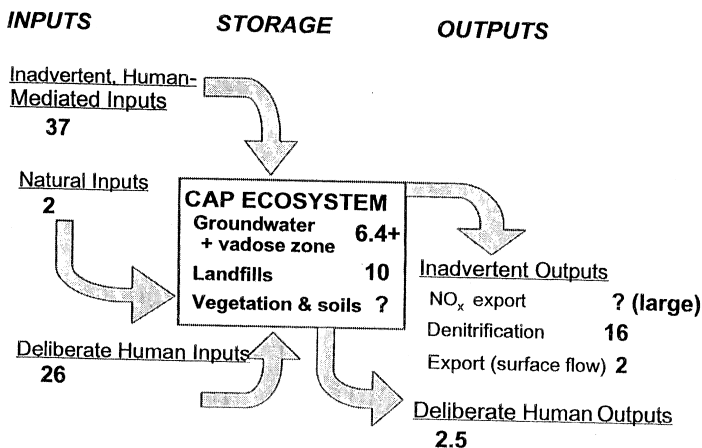 INPUTS
STORAGE
OUTPUTS
Inadvertent, Human-
Mediated Inputs
37
Natural Inputs
2
Deliberate Human Inputs
26
CAP ECOSYSTEM
Groundwater
+ vadose zone 6.4+
Landfills 10
Vegetation & soils ?
Inadvertent Outputs
NOₓ export ? (large)
Denitrification 16
Export (surface flow) 2
Deliberate Human Outputs
2.5